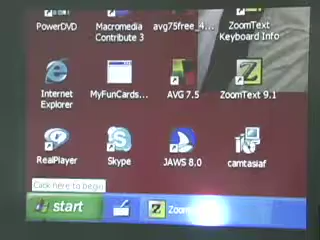 PowerDVD
Macromedia
Contribute 3
avg75free_4...
ZoomText
Keyboard Info
Internet
Explorer
MyFunCards...
AVG 7.5
ZoomText 9.1
RealPlayer
Skype
JAWS 8.0
camtasiaf
Click here to begin
start
Zoom